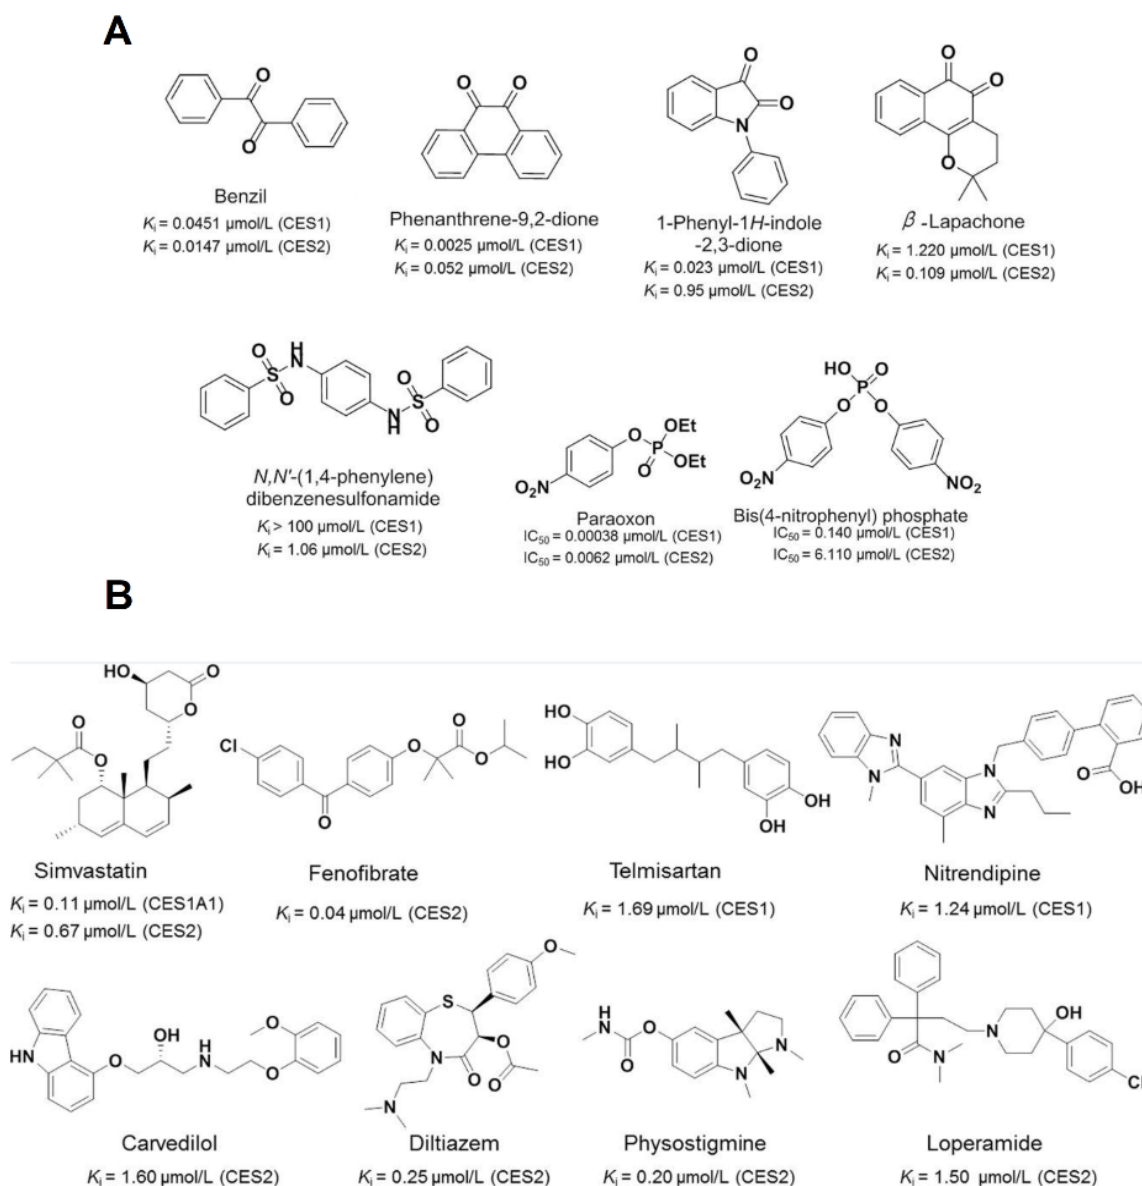 A
Benzil
Ki = 0.0451 µmol/L (CES1)
Ki = 0.0147 µmol/L (CES2)
Phenanthrene-9,2-dione
Ki = 0.0025 µmol/L (CES1)
Ki = 0.052 µmol/L (CES2)
1-Phenyl-1H-indole
-2,3-dione
Ki = 0.023 µmol/L (CES1)
Ki = 0.95 µmol/L (CES2)
β -Lapachone
Ki = 1.220 µmol/L (CES1)
Ki = 0.109 µmol/L (CES2)
N,N'-(1,4-phenylene)
dibenzenesulfonamide
Ki > 100 µmol/L (CES1)
Ki = 1.06 µmol/L (CES2)
Paraoxon
IC50 = 0.00038 µmol/L (CES1)
IC50 = 0.0062 µmol/L (CES2)
Bis(4-nitrophenyl) phosphate
IC50 = 0.140 µmol/L (CES1)
IC50 = 6.110 µmol/L (CES2)
B
Simvastatin
Ki = 0.11 µmol/L (CES1A1)
Ki = 0.67 µmol/L (CES2)
Fenofibrate
Ki = 0.04 µmol/L (CES2)
Telmisartan
Ki = 1.69 µmol/L (CES1)
Nitrendipine
Ki = 1.24 µmol/L (CES1)
Carvedilol
Ki = 1.60 µmol/L (CES2)
Diltiazem
Ki = 0.25 µmol/L (CES2)
Physostigmine
Ki = 0.20 µmol/L (CES2)
Loperamide
Ki = 1.50 µmol/L (CES2)